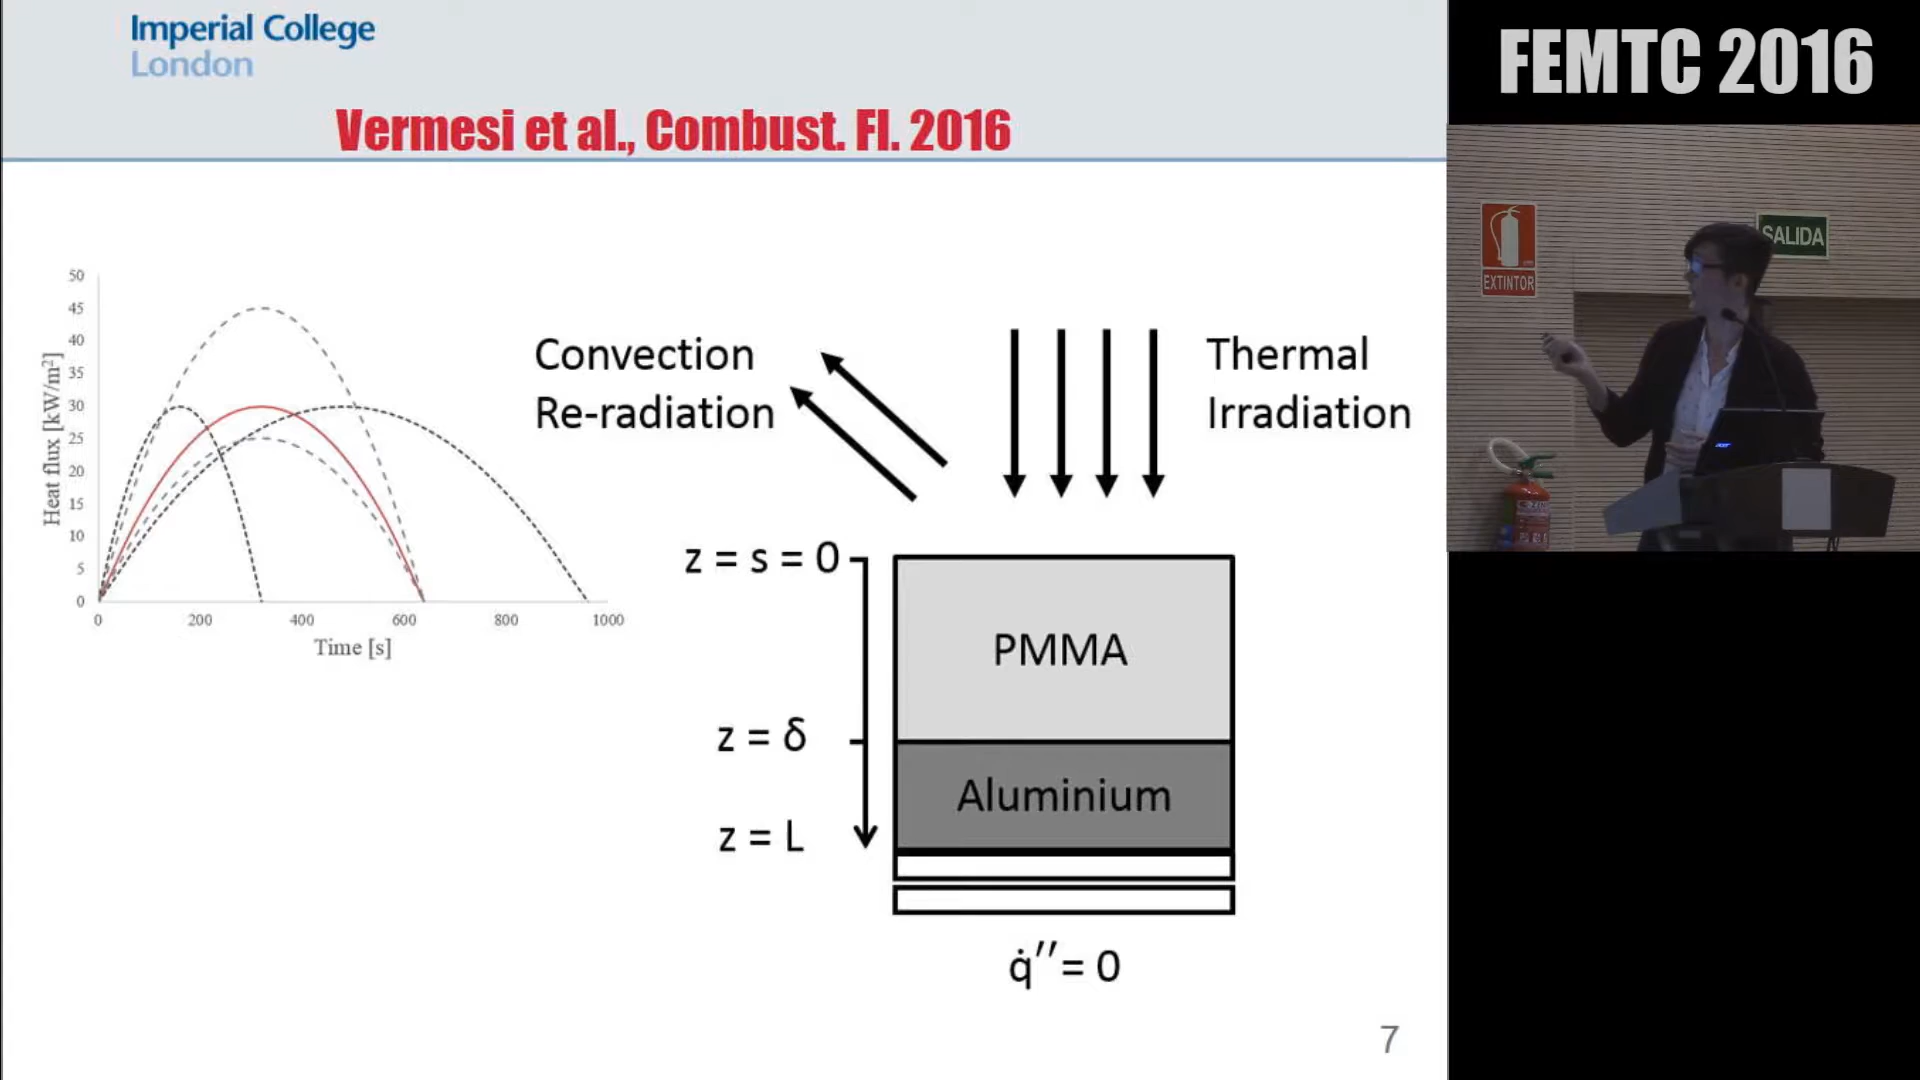 Imperial College
London
Vermesi et al., Combust. Fl. 2016
50
45
40
35
30
25
20
15
10
5
0
Heat flux [kW/m²]
0 200 400 600 800 1000
Time [s]
Convection
Re-radiation
Thermal
Irradiation
z = s = 0
PMMA
z = δ
Aluminium
z = L
q̇″ = 0
7
FEMTC 2016
SALIDA
EXTINTOR
acer